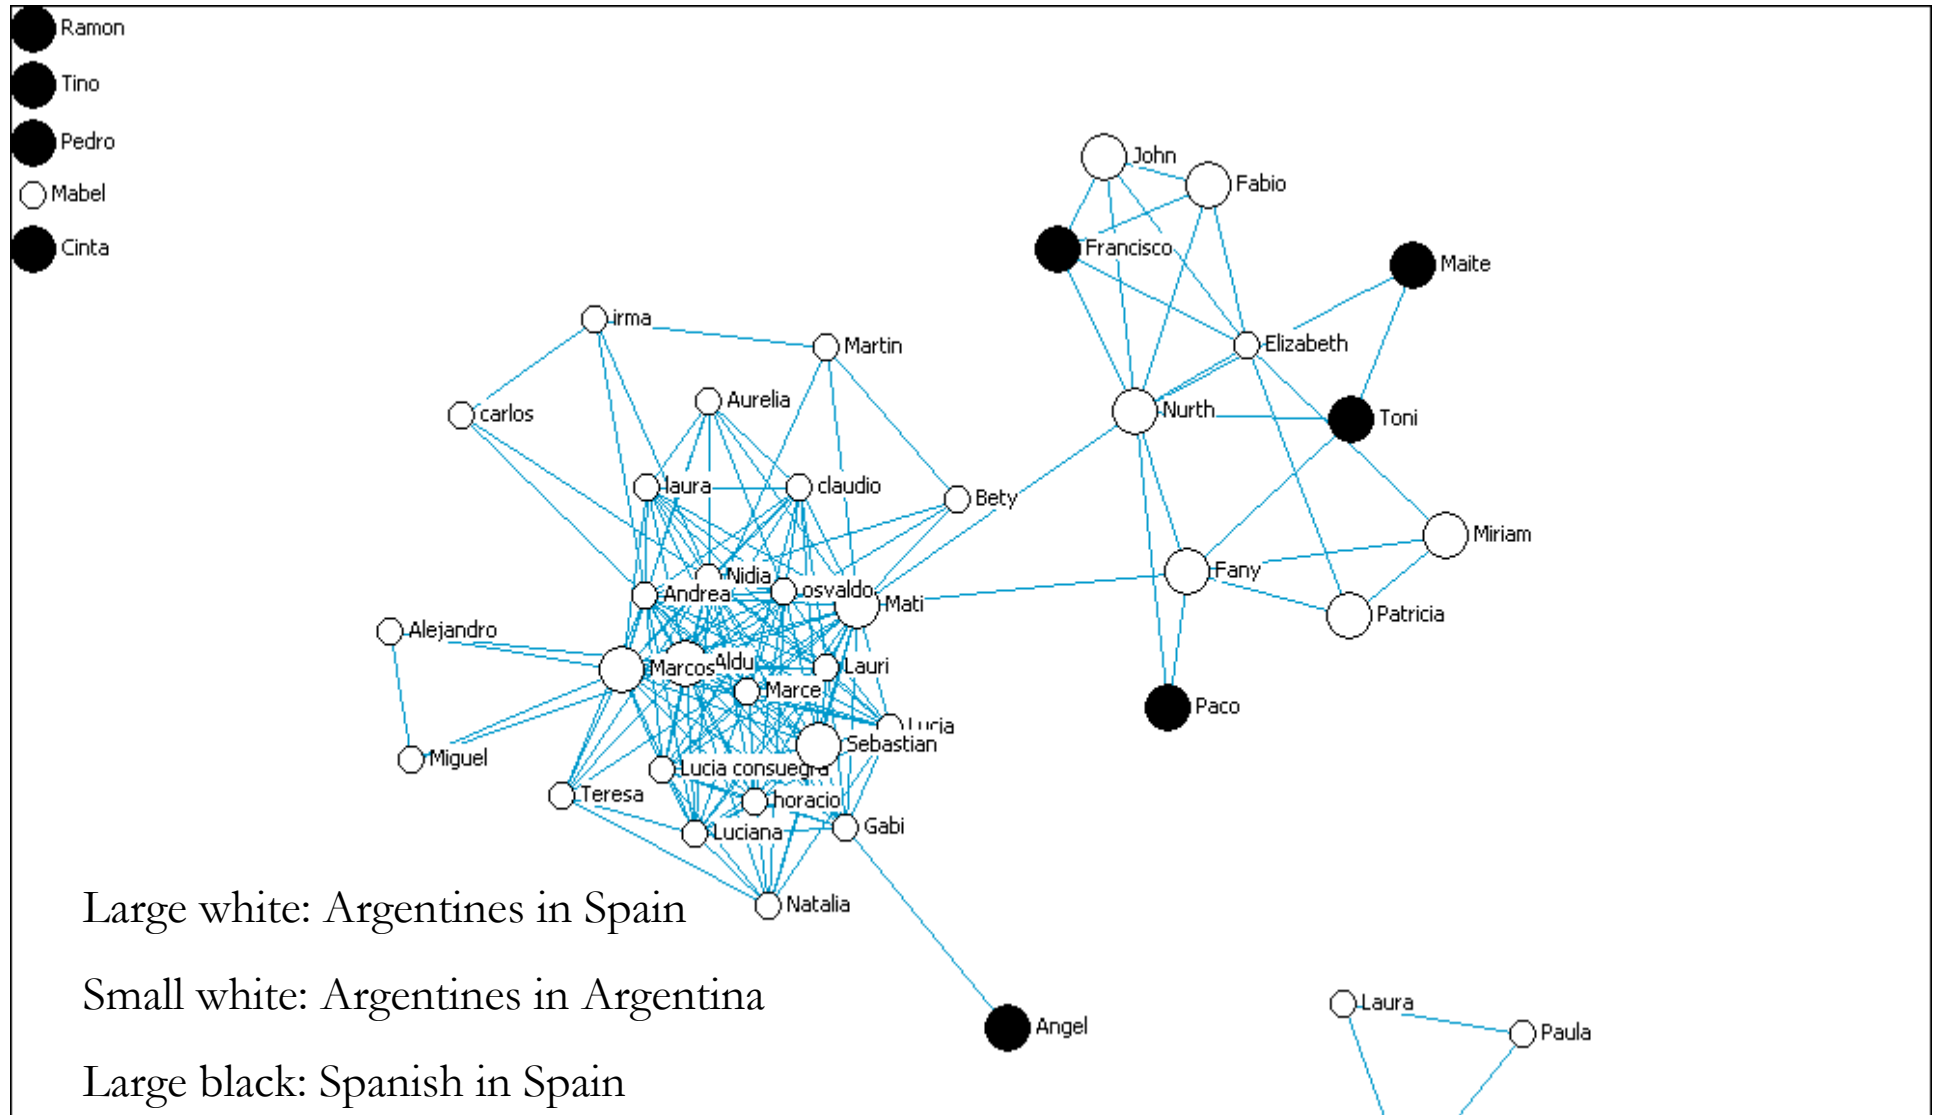 Ramon
Tino
Pedro
Mabel
Cinta
John
Fabio
Francisco
Maite
irma
Martin
Elizabeth
Aurelia
carlos
Nurth
Toni
laura
claudio
Bety
Miriam
Nidia
Fany
Andrea
osvaldo
Mati
Patricia
Alejandro
Marcos
Aldu
Lauri
Marce
Paco
Lucia
Sebastian
Miguel
Lucia consuegra
Teresa
horacio
Luciana
Gabi
Natalia
Large white: Argentines in Spain
Small white: Argentines in Argentina
Laura
Angel
Paula
Large black: Spanish in Spain